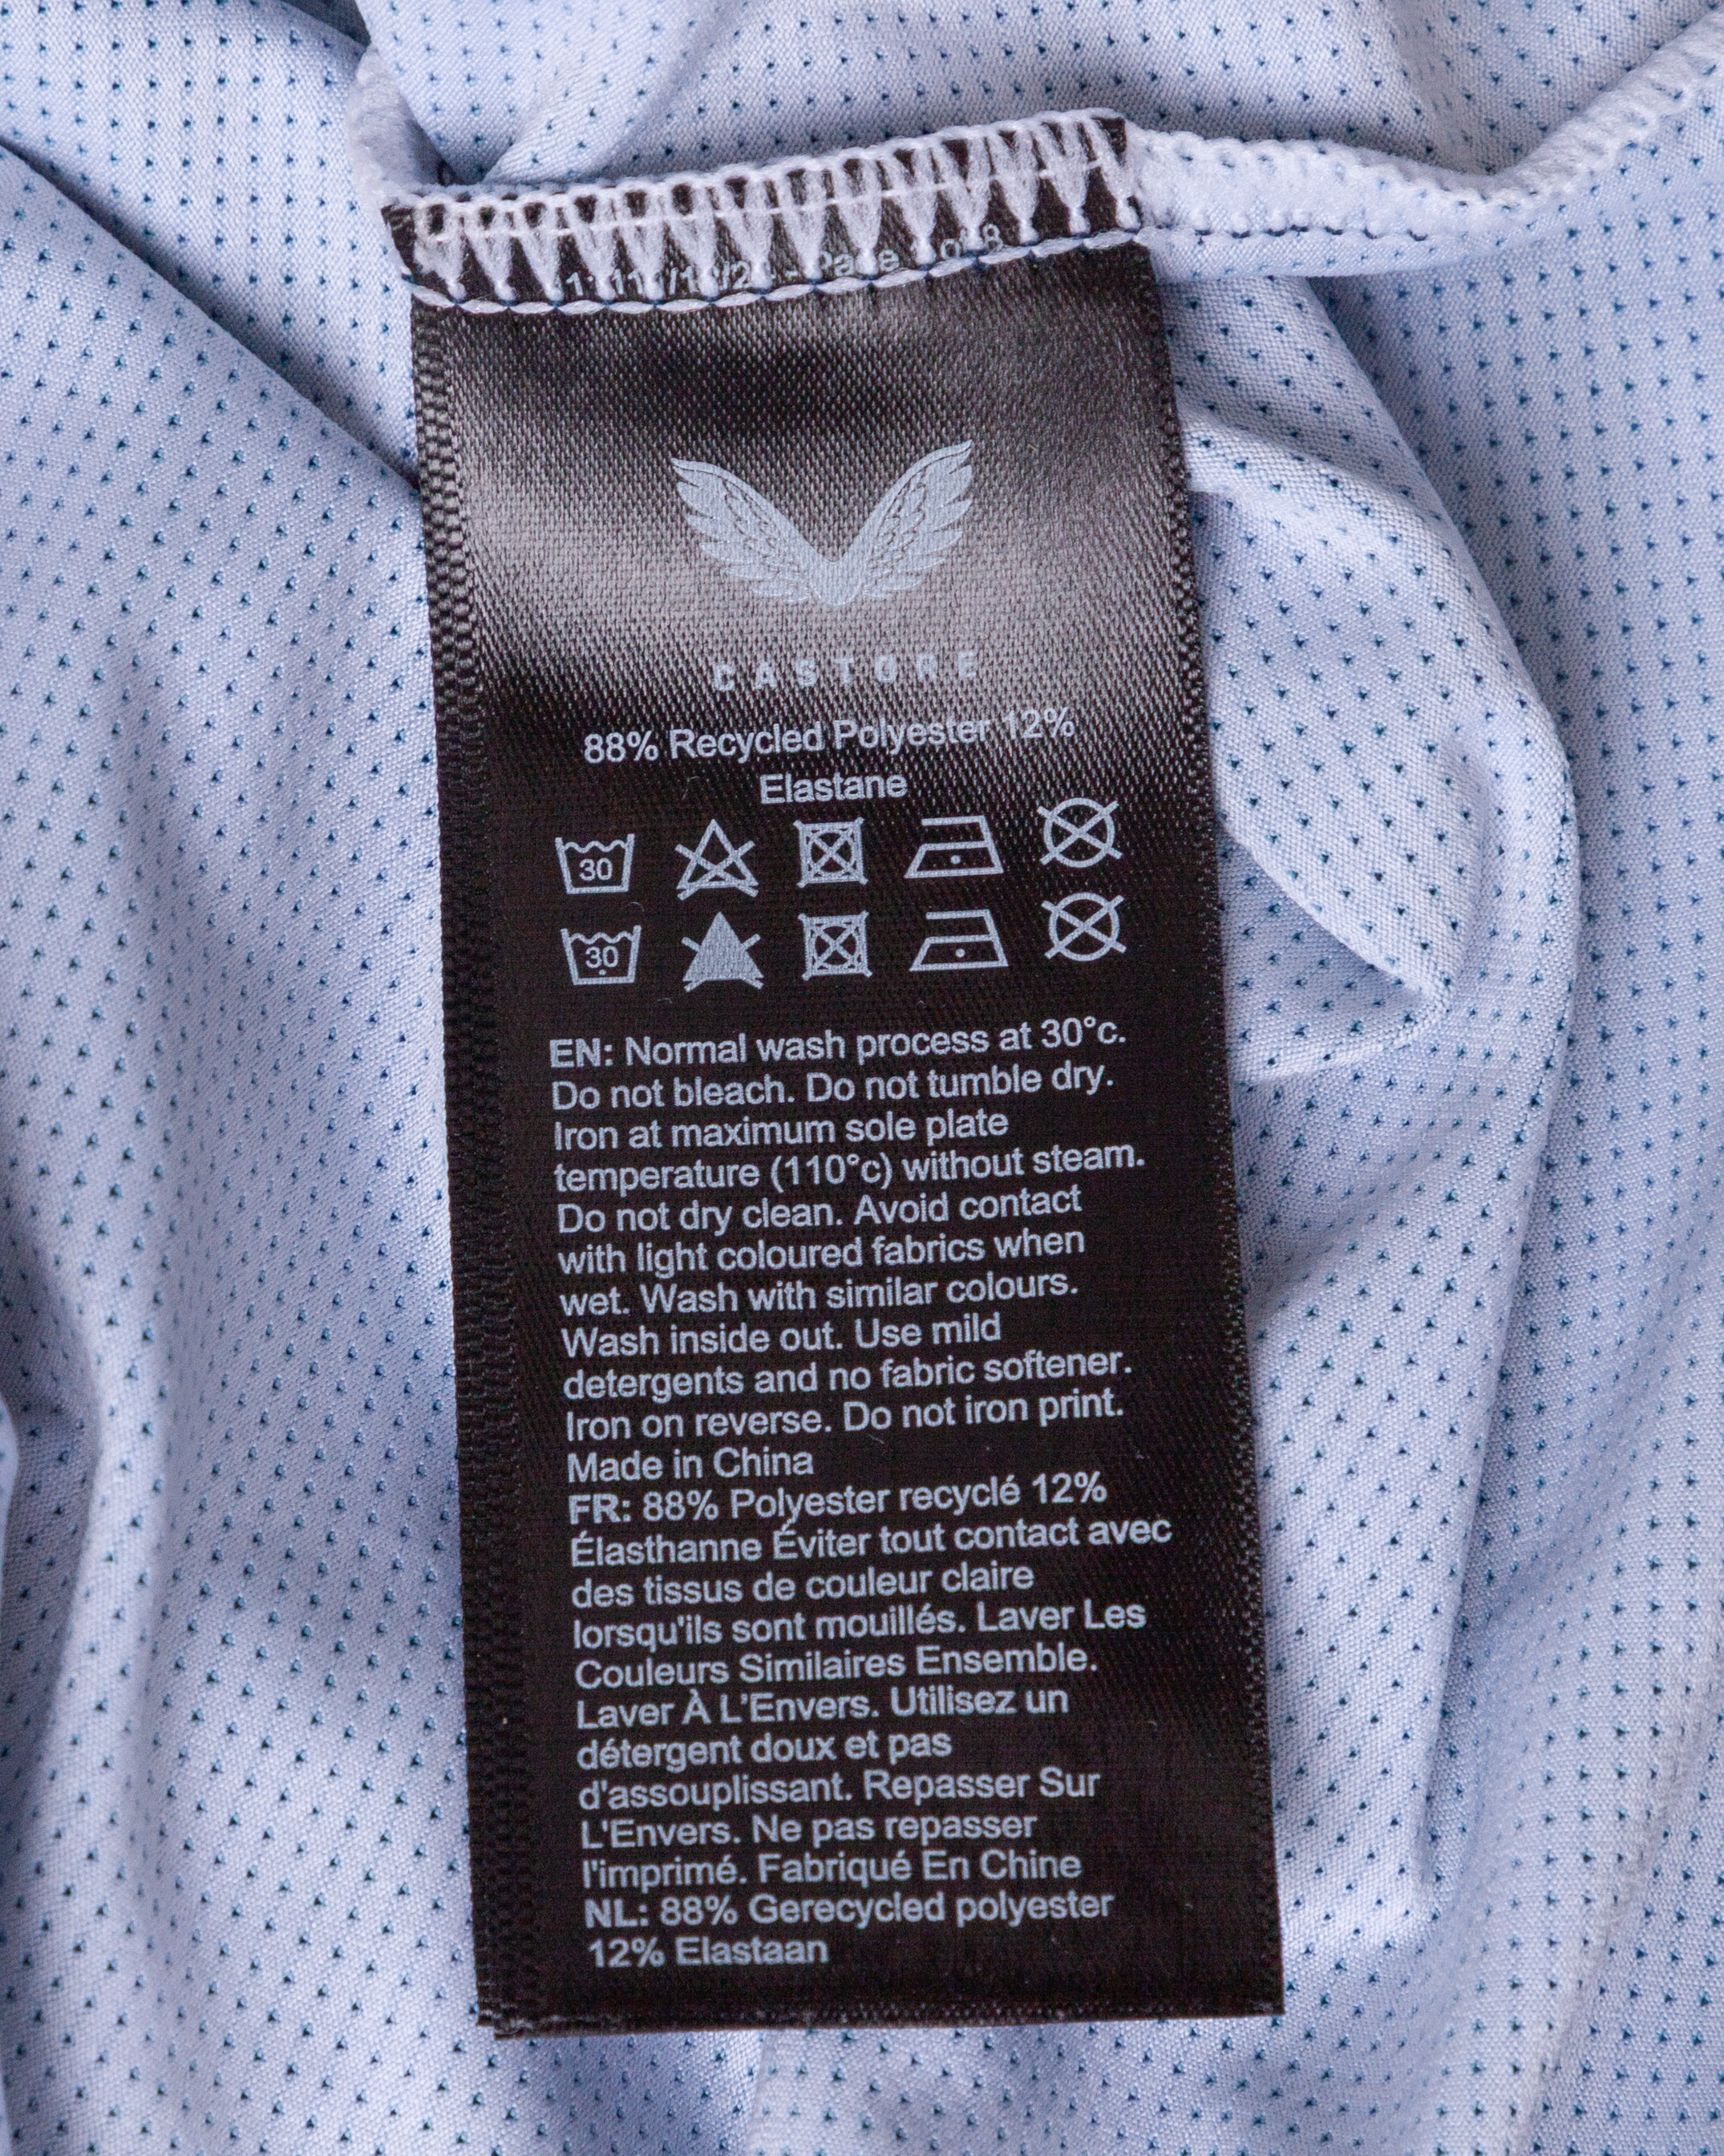 CASTORE
88% Recycled Polyester 12%
Elastane
30
30
EN: Normal wash process at 30°c.
Do not bleach. Do not tumble dry.
Iron at maximum sole plate
temperature (110°c) without steam.
Do not dry clean. Avoid contact
with light coloured fabrics when
wet. Wash with similar colours.
Wash inside out. Use mild
detergents and no fabric softener.
Iron on reverse. Do not iron print.
Made in China
FR: 88% Polyester recyclé 12%
Élasthanne Éviter tout contact avec
des tissus de couleur claire
lorsqu'ils sont mouillés. Laver Les
Couleurs Similaires Ensemble.
Laver À L'Envers. Utilisez un
détergent doux et pas
d'assouplissant. Repasser Sur
L'Envers. Ne pas repasser
l'imprimé. Fabriqué En Chine
NL: 88% Gerecycled polyester
12% Elastaan